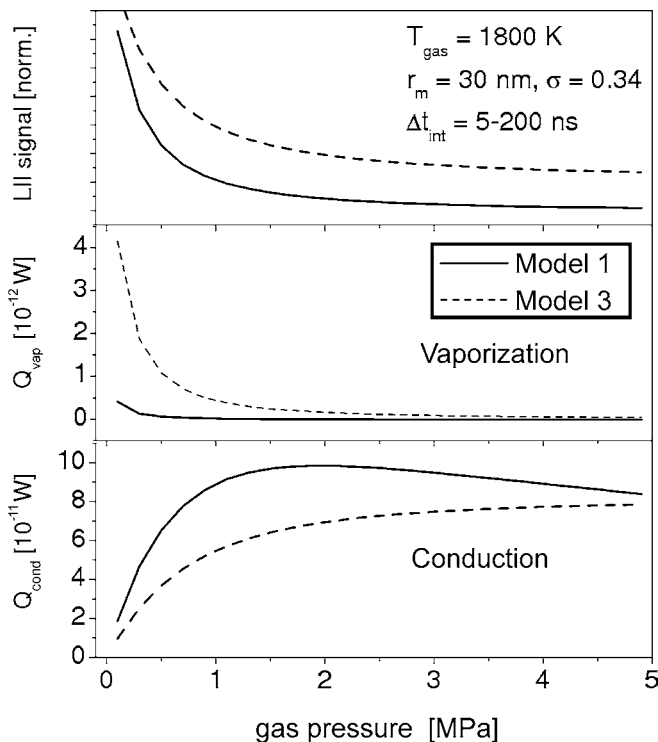 LII signal [norm.]
T_gas = 1800 K
r_m = 30 nm, σ = 0.34
Δt_int = 5-200 ns
Q_vap [10^-12 W]
4
3
2
1
0
Model 1
Model 3
Vaporization
Q_cond [10^-11 W]
10
8
6
4
2
0
Conduction
0 1 2 3 4 5
gas pressure [MPa]